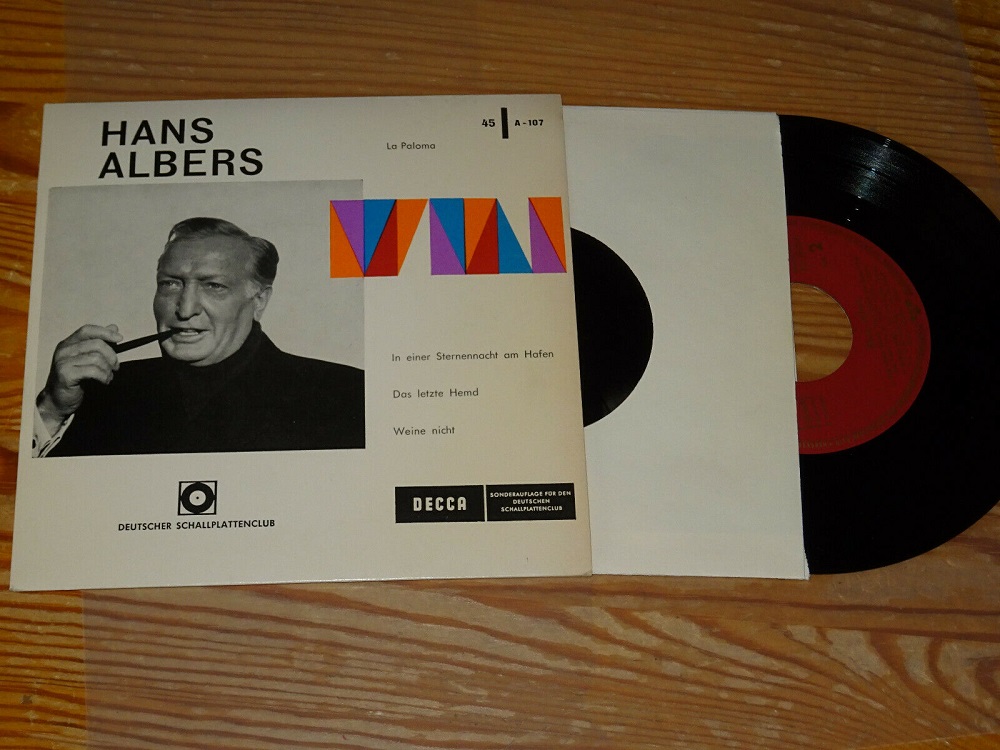 HANS
ALBERS
45 A-107
La Paloma
In einer Sternennacht am Hafen
Das letzte Hemd
Weine nicht
DEUTSCHER SCHALLPLATTENCLUB
DECCA
SONDERAUFLAGE FÜR DEN
DEUTSCHEN
SCHALLPLATTENCLUB